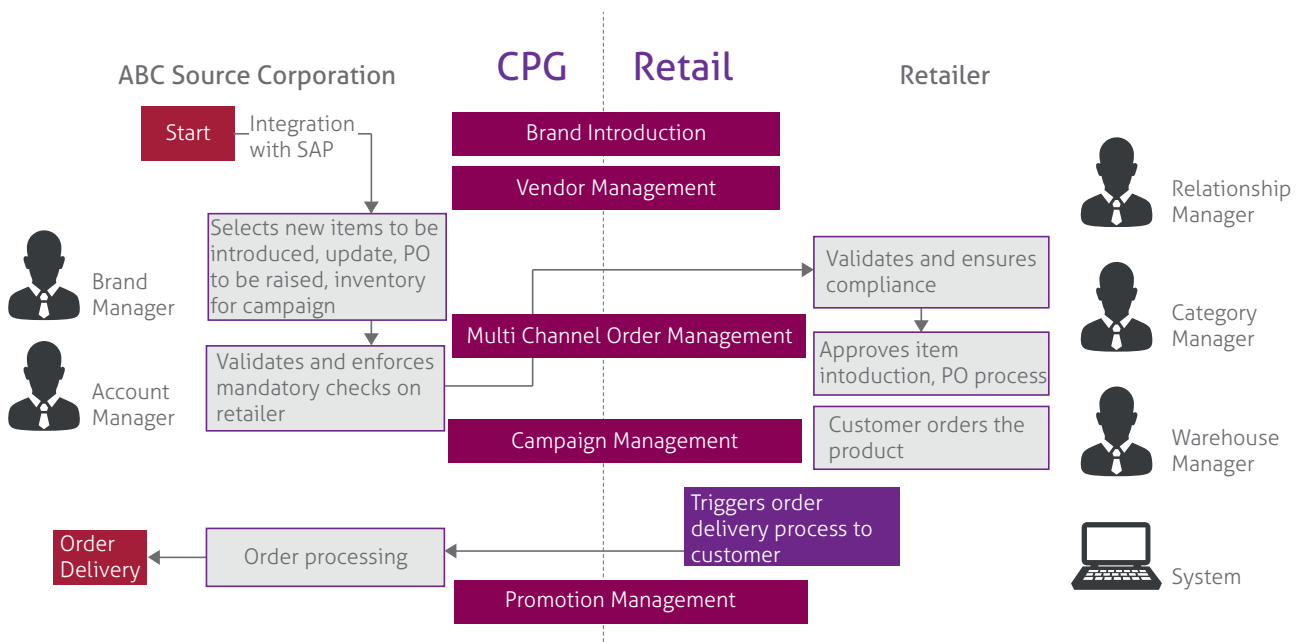 ABC Source Corporation
CPG
Retail
Retailer
Start
Integration
with SAP
Brand Introduction
Vendor Management
Relationship
Manager
Selects new items to be
introduced, update, PO
to be raised, inventory
for campaign
Brand
Manager
Validates and ensures
compliance
Category
Manager
Multi Channel Order Management
Validates and enforces
mandatory checks on
retailer
Account
Manager
Approves item
intoduction, PO process
Campaign Management
Customer orders the
product
Warehouse
Manager
Triggers order
delivery process to
customer
Order
Delivery
Order processing
System
Promotion Management